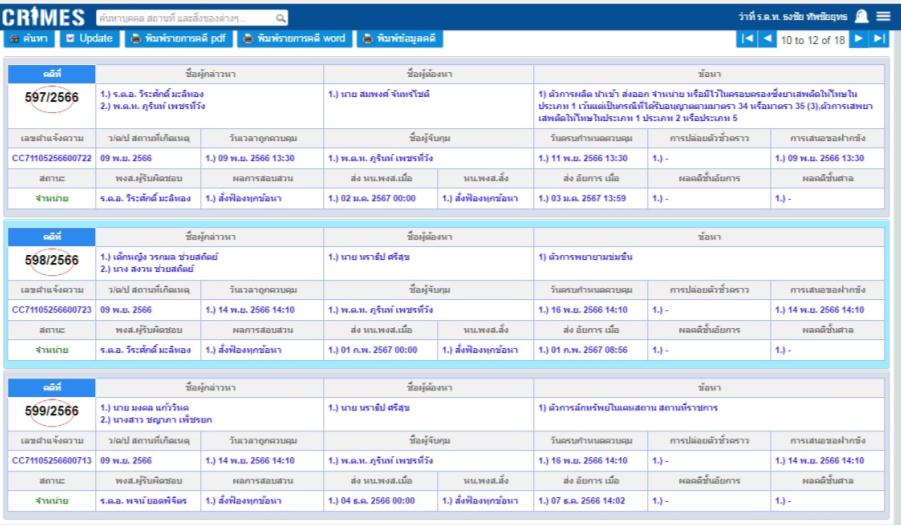 CRIMES ค้นหาบุคคล สถานที่ และสิ่งของต่างๆ... ว่าที่ ร.ต.ท. ธงชัย ทัพชัยยุทธ
ค้นหา Update พิมพ์รายการคดี pdf พิมพ์รายการคดี word พิมพ์ข้อมูลคดี 10 to 12 of 18
คดีที่ ชื่อผู้กล่าวหา ชื่อผู้ต้องหา ข้อหา
597/2566 1.) ร.ต.อ. วีระศักดิ์ มะลิทอง 1.) นาย สมพงศ์ จันทร์โชติ 1) ตัวการผลิต นำเข้า ส่งออก จำหน่าย หรือมีไว้ในครอบครองซึ่งยาเสพติดให้โทษใน
2.) พ.ต.ท. ภูรินท์ เพชรที่วัง ประเภท 1 เว้นแต่เป็นกรณีที่ได้รับอนุญาตตามมาตรา 34 หรือมาตรา 35 (3),ตัวการเสพยา
เสพติดให้โทษในประเภท 1 ประเภท 2 หรือประเภท 5
เลขรับแจ้งความ ว/ด/ป สถานที่เกิดเหตุ วันเวลาถูกควบคุม ชื่อผู้จับกุม วันครบกำหนดควบคุม การปล่อยตัวชั่วคราว การเสนอขอฝากขัง
CC71105256600722 09 พ.ย. 2566 1.) 09 พ.ย. 2566 13:30 1.) พ.ต.ท. ภูรินท์ เพชรที่วัง 1.) 11 พ.ย. 2566 13:30 1.) - 1.) 09 พ.ย. 2566 13:30
สถานะ พงส.ผู้รับผิดชอบ ผลการสอบสวน ส่ง หน.พงส.เมื่อ หน.พงส.สั่ง ส่ง อัยการ เมื่อ ผลคดีชั้นอัยการ ผลคดีชั้นศาล
จำหน่าย ร.ต.อ. วีระศักดิ์ มะลิทอง 1.) สั่งฟ้องทุกข้อหา 1.) 02 ม.ค. 2567 00:00 1.) สั่งฟ้องทุกข้อหา 1.) 03 ม.ค. 2567 13:59 1.) - 1.) -
คดีที่ ชื่อผู้กล่าวหา ชื่อผู้ต้องหา ข้อหา
598/2566 1.) เด็กหญิง วรกมล ช่วยสถิตย์ 1.) นาย นราธิป ศรีสุข 1) ตัวการพยายามข่มขืน
2.) นาง สงวน ช่วยสถิตย์
เลขรับแจ้งความ ว/ด/ป สถานที่เกิดเหตุ วันเวลาถูกควบคุม ชื่อผู้จับกุม วันครบกำหนดควบคุม การปล่อยตัวชั่วคราว การเสนอขอฝากขัง
CC71105256600723 09 พ.ย. 2566 1.) 14 พ.ย. 2566 14:10 1.) พ.ต.ท. ภูรินท์ เพชรที่วัง 1.) 16 พ.ย. 2566 14:10 1.) - 1.) 14 พ.ย. 2566 14:10
สถานะ พงส.ผู้รับผิดชอบ ผลการสอบสวน ส่ง หน.พงส.เมื่อ หน.พงส.สั่ง ส่ง อัยการ เมื่อ ผลคดีชั้นอัยการ ผลคดีชั้นศาล
จำหน่าย ร.ต.อ. วีระศักดิ์ มะลิทอง 1.) สั่งฟ้องทุกข้อหา 1.) 01 ก.พ. 2567 00:00 1.) สั่งฟ้องทุกข้อหา 1.) 01 ก.พ. 2567 08:56 1.) - 1.) -
คดีที่ ชื่อผู้กล่าวหา ชื่อผู้ต้องหา ข้อหา
599/2566 1.) นาย มงคล แก้ววันด 1.) นาย นราธิป ศรีสุข 1) ตัวการลักทรัพย์ในเคหสถาน สถานที่ราชการ
2.) นางสาว ชญาภา เพ็ชรยก
เลขรับแจ้งความ ว/ด/ป สถานที่เกิดเหตุ วันเวลาถูกควบคุม ชื่อผู้จับกุม วันครบกำหนดควบคุม การปล่อยตัวชั่วคราว การเสนอขอฝากขัง
CC71105256600713 09 พ.ย. 2566 1.) 14 พ.ย. 2566 14:10 1.) พ.ต.ท. ภูรินท์ เพชรที่วัง 1.) 16 พ.ย. 2566 14:10 1.) - 1.) 14 พ.ย. 2566 14:10
สถานะ พงส.ผู้รับผิดชอบ ผลการสอบสวน ส่ง หน.พงส.เมื่อ หน.พงส.สั่ง ส่ง อัยการ เมื่อ ผลคดีชั้นอัยการ ผลคดีชั้นศาล
จำหน่าย ร.ต.อ. พจน์ ยอดพิจิตร 1.) สั่งฟ้องทุกข้อหา 1.) 04 ธ.ค. 2566 00:00 1.) สั่งฟ้องทุกข้อหา 1.) 07 ธ.ค. 2566 14:02 1.) - 1.) -